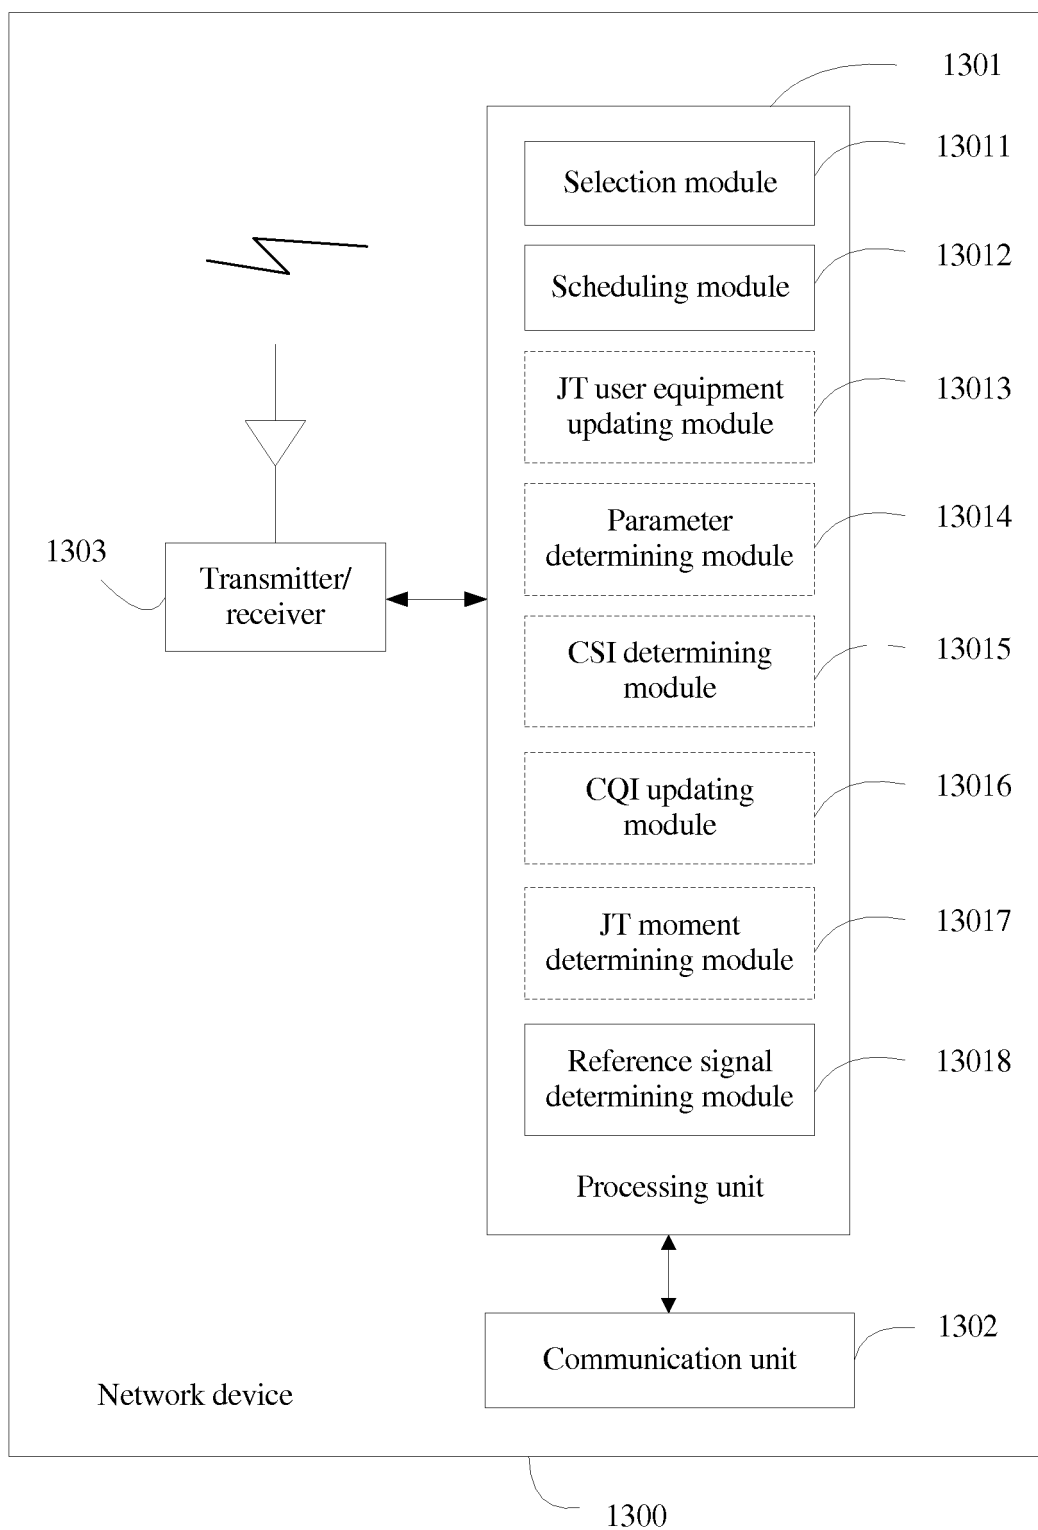 1301
13011
Selection module
13012
Scheduling module
JT user equipment
updating module
13013
Parameter
determining module
13014
1303
Transmitter/
receiver
CSI determining
module
13015
CQI updating
module
13016
JT moment
determining module
13017
Reference signal
determining module
13018
Processing unit
1302
Communication unit
Network device
1300